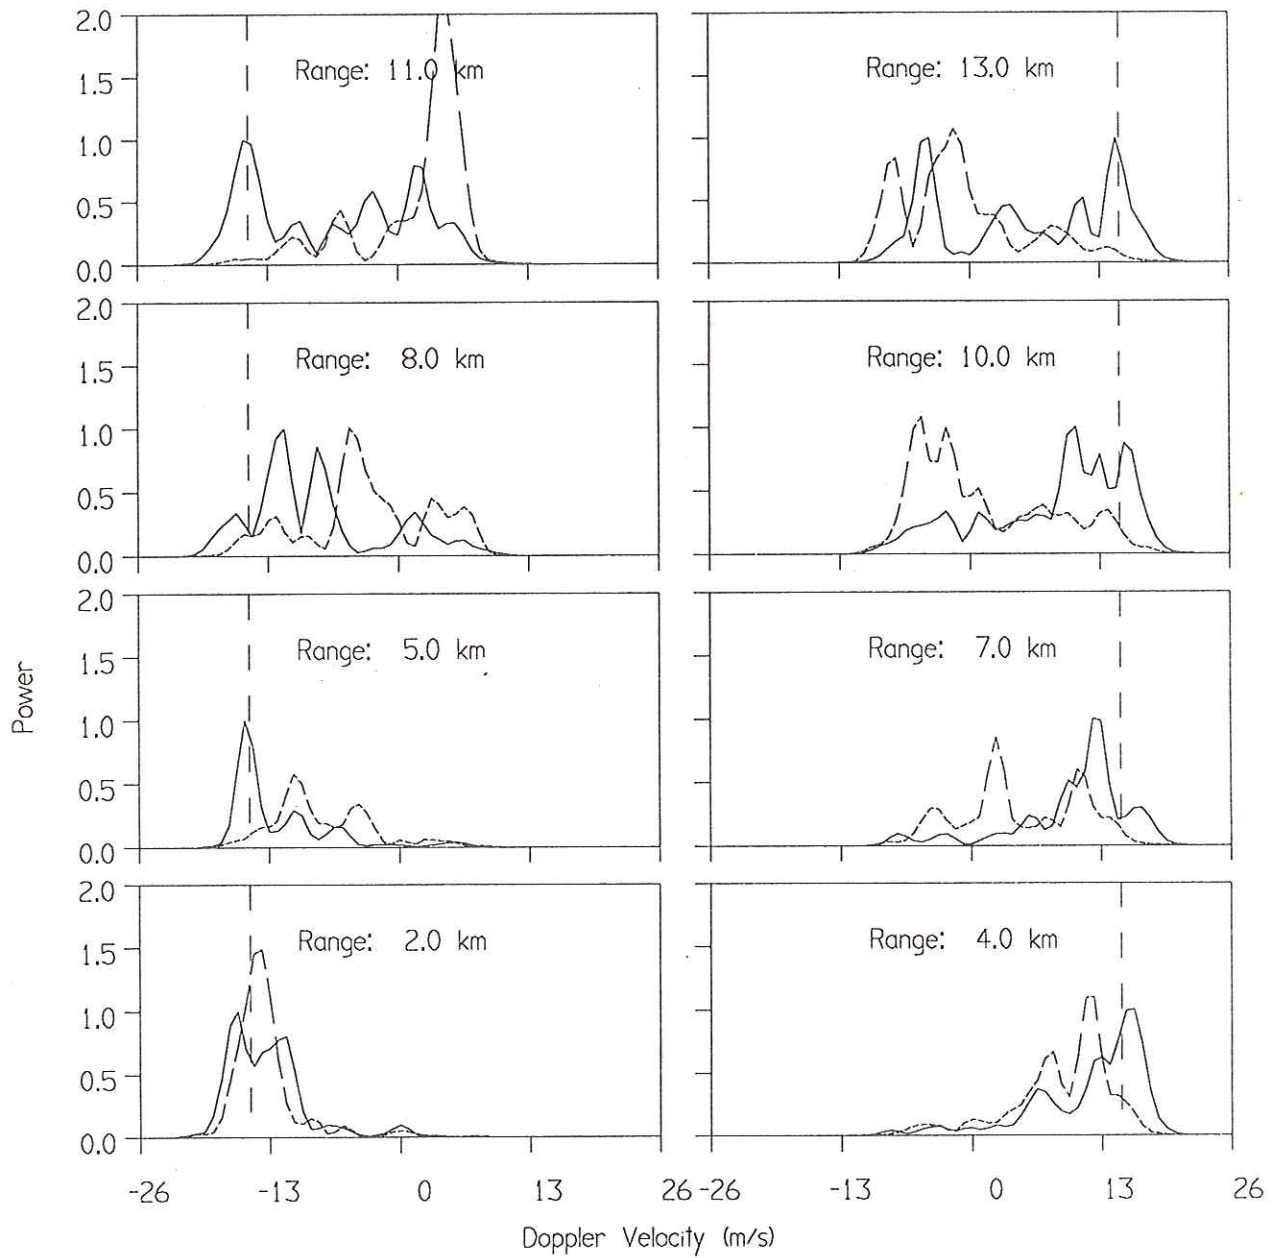 2.0
Range: 11.0 km
1.5
1.0
0.5
0.0
Range: 13.0 km
2.0
Range: 8.0 km
1.5
1.0
0.5
0.0
Range: 10.0 km
2.0
Range: 5.0 km
1.5
1.0
0.5
0.0
Range: 7.0 km
2.0
Range: 2.0 km
1.5
1.0
0.5
0.0
Range: 4.0 km
Power
-26 -13 0 13 26
-26 -13 0 13 26
Doppler Velocity (m/s)